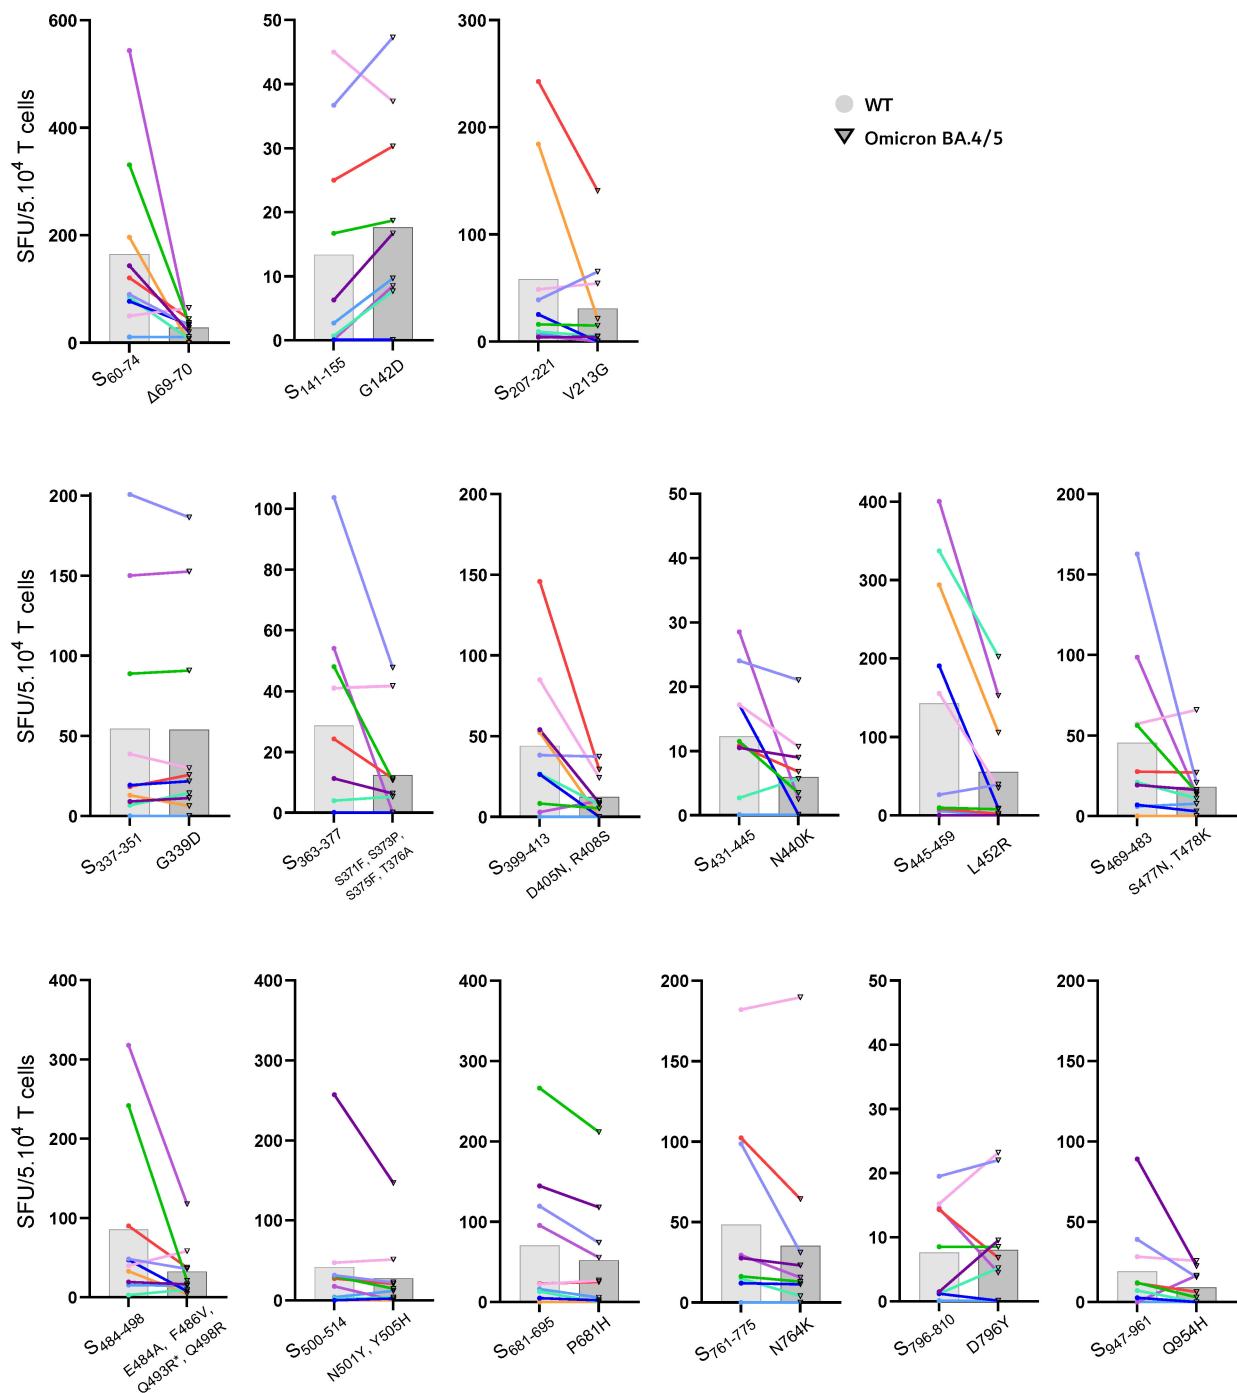 600
400
200
0
SFU/5.10⁴ T cells
S60-74
Δ69-70
50
40
30
20
10
0
S141-155
G142D
300
200
100
0
S207-221
V213G
WT
Omicron BA.4/5
200
150
100
50
0
SFU/5.10⁴ T cells
S337-351
G339D
100
80
60
40
20
0
S363-377
S371F, S373P,
S375F, T376A
200
150
100
50
0
S399-413
D405N, R408S
50
40
30
20
10
0
S431-445
N440K
400
300
200
100
0
S445-459
L452R
200
150
100
50
0
S469-483
S477N, T478K
400
300
200
100
0
SFU/5.10⁴ T cells
S484-498
E484A, F486V,
Q493R*, Q498R
400
300
200
100
0
S500-514
N501Y, Y505H
400
300
200
100
0
S681-695
P681H
200
150
100
50
0
S761-775
N764K
50
40
30
20
10
0
S796-810
D796Y
200
150
100
50
0
S947-961
Q954H